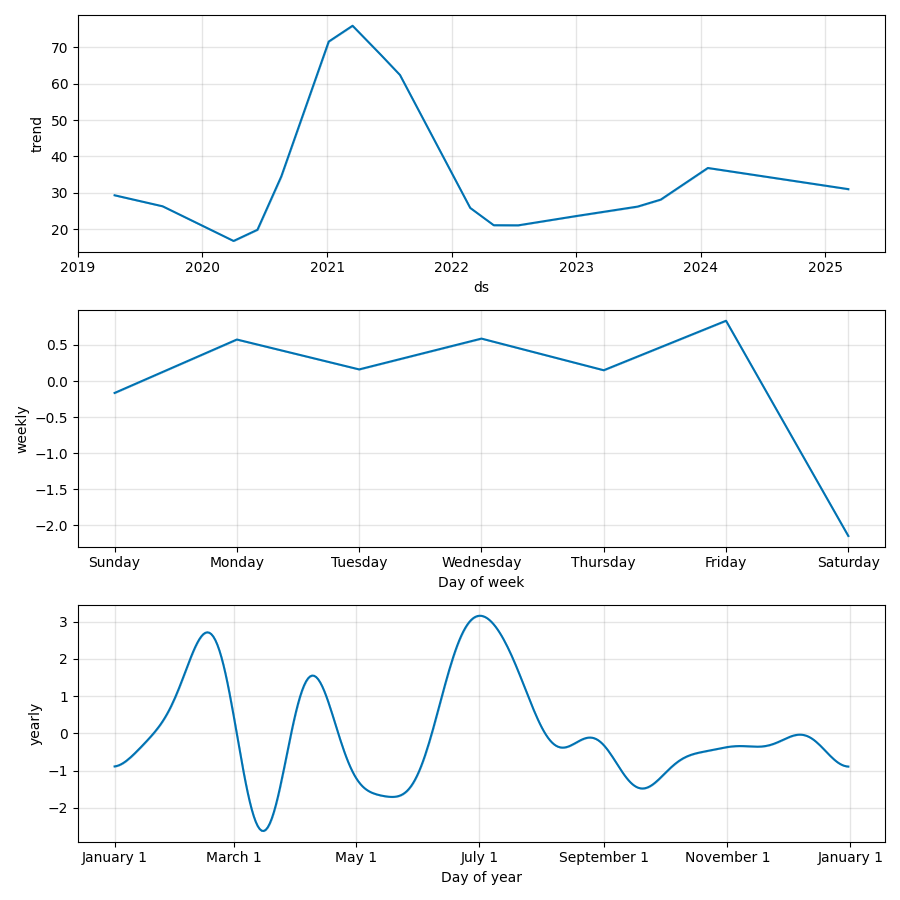 70
60
50
40
30
20
trend
2019 2020 2021 2022 2023 2024 2025
ds
0.5
0.0
−0.5
−1.0
−1.5
−2.0
weekly
Sunday Monday Tuesday Wednesday Thursday Friday Saturday
Day of week
3
2
1
0
−1
−2
yearly
January 1 March 1 May 1 July 1 September 1 November 1 January 1
Day of year